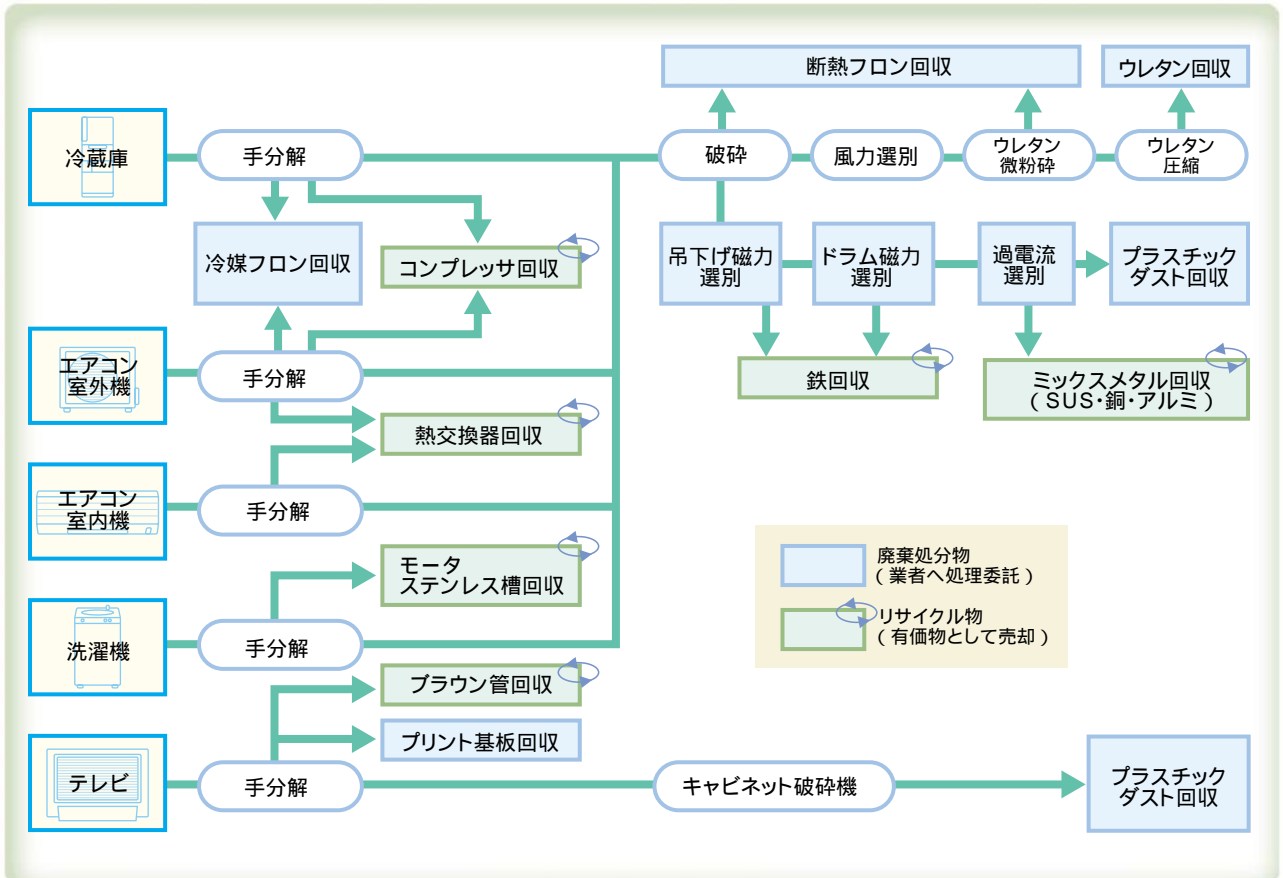 断熱フロン回収
ウレタン回収
冷蔵庫
手分解
破砕
風力選別
ウレタン
微粉砕
ウレタン
圧縮
冷媒フロン回収
コンプレッサ回収
吊下げ磁力
選別
ドラム磁力
選別
過電流
選別
プラスチック
ダスト回収
エアコン
室外機
手分解
鉄回収
ミックスメタル回収
（SUS・銅・アルミ）
熱交換器回収
エアコン
室内機
手分解
モータ
ステンレス槽回収
廃棄処分物
（業者へ処理委託）
リサイクル物
（有価物として売却）
洗濯機
手分解
ブラウン管回収
プリント基板回収
テレビ
手分解
キャビネット破砕機
プラスチック
ダスト回収